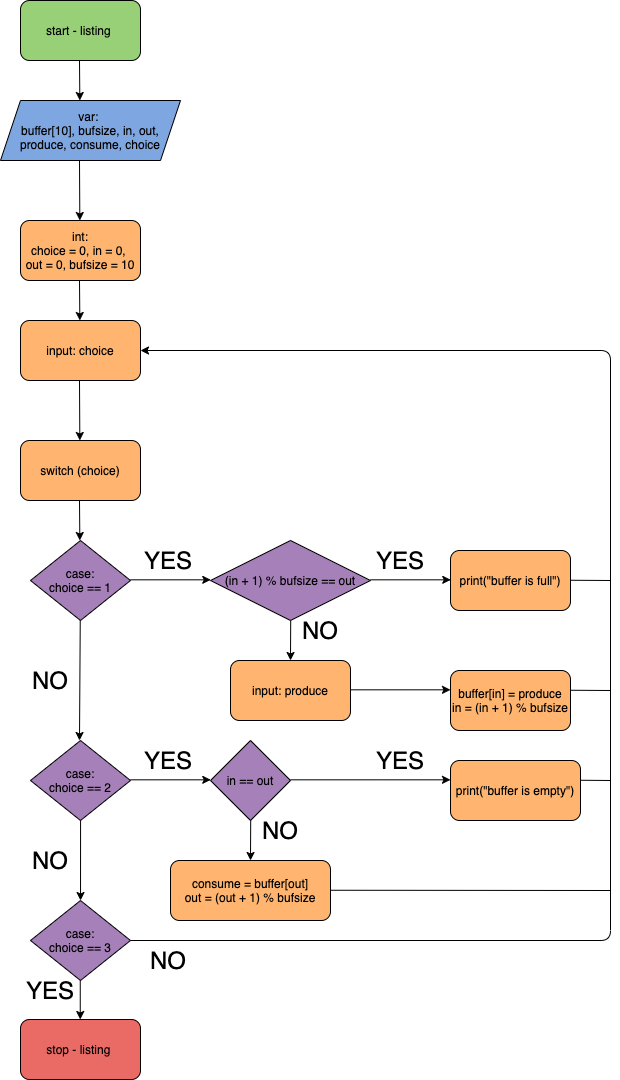 start - listing
var:
buffer[10], bufsize, in, out,
produce, consume, choice
int:
choice = 0, in = 0,
out = 0, bufsize = 10
input: choice
switch (choice)
case:
choice == 1
YES
(in + 1) % bufsize == out
YES
print("buffer is full")
NO
input: produce
buffer[in] = produce
in = (in + 1) % bufsize
NO
case:
choice == 2
YES
in == out
YES
print("buffer is empty")
NO
consume = buffer[out]
out = (out + 1) % bufsize
NO
case:
choice == 3
NO
YES
stop - listing